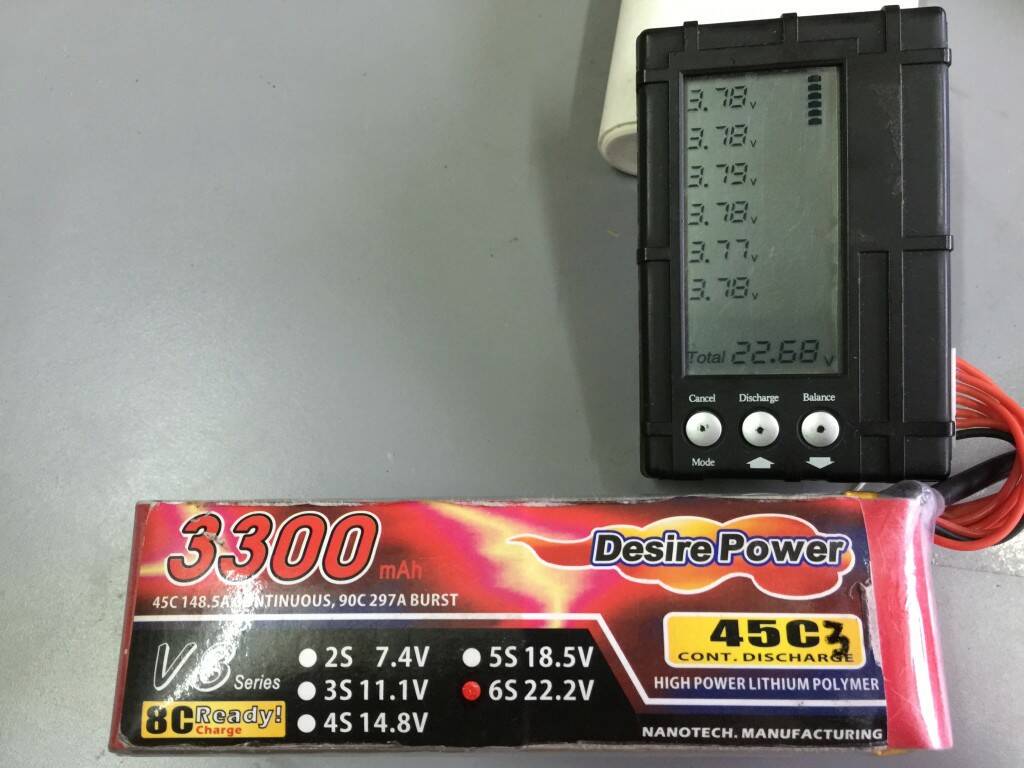 3.78v
3.78v
3.79v
3.78v
3.77v
3.78v
Total 22.68 v
Cancel Discharge Balance
Mode
3300 mAh
Desire Power
45C 148.5A CONTINUOUS, 90C 297A BURST
45C 3
CONT. DISCHARGE
V8 Series
2S 7.4V
5S 18.5V
3S 11.1V
6S 22.2V
4S 14.8V
HIGH POWER LITHIUM POLYMER
8C Ready!
Charge
NANOTECH. MANUFACTURING